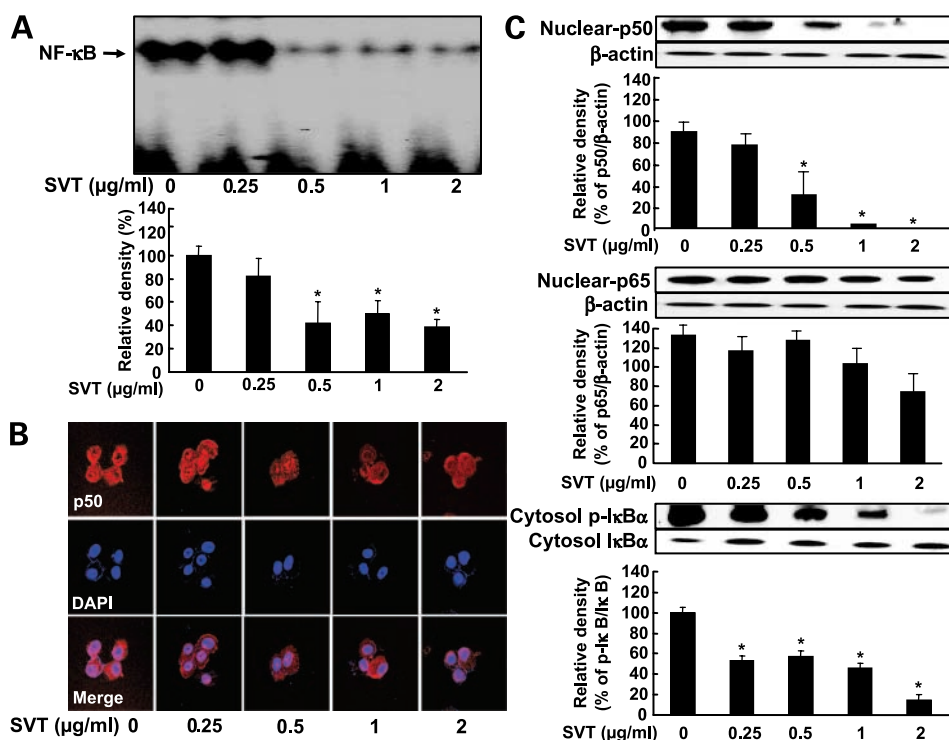 A
NF-κB
SVT (µg/ml) 0 0.25 0.5 1 2
Relative density (%)
140
120
100
80
60
40
20
0
* * *
SVT (µg/ml) 0 0.25 0.5 1 2
B
p50
DAPI
Merge
SVT (µg/ml) 0 0.25 0.5 1 2
C
Nuclear-p50
β-actin
Relative density
(% of p50/β-actin)
140
120
100
80
60
40
20
0
* * *
SVT (µg/ml) 0 0.25 0.5 1 2
Nuclear-p65
β-actin
Relative density
(% of p65/β-actin)
140
120
100
80
60
40
20
0
SVT (µg/ml) 0 0.25 0.5 1 2
Cytosol p-IκBα
Cytosol IκBα
Relative density
(% of p-Iκ B/Iκ B)
140
120
100
80
60
40
20
0
* * * *
SVT (µg/ml) 0 0.25 0.5 1 2